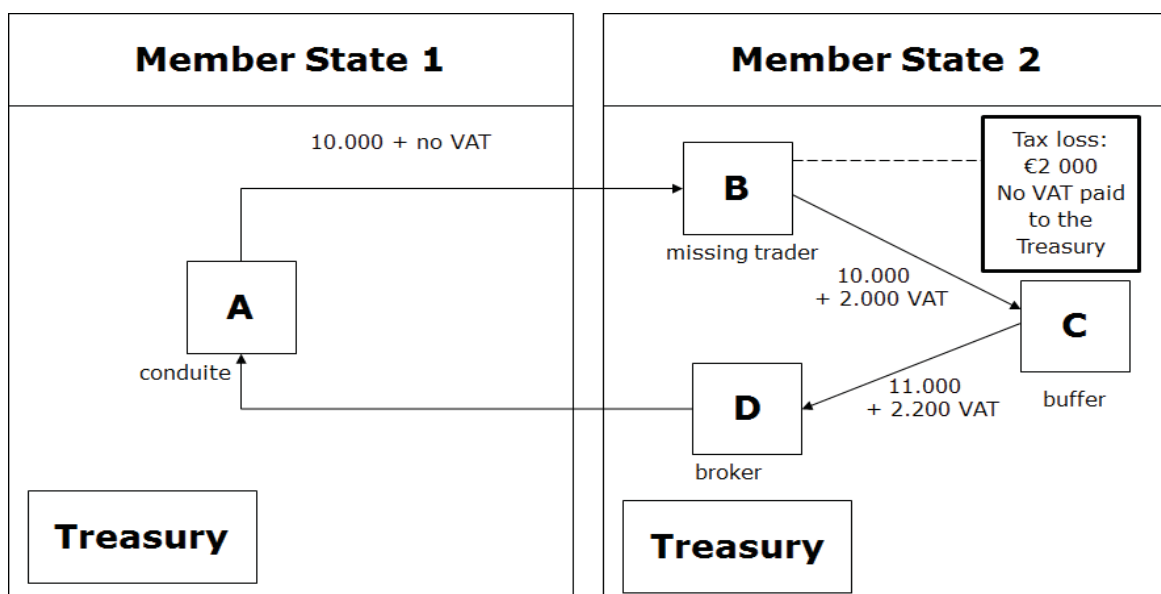 Member State 1
Member State 2
10.000 + no VAT
Tax loss:
€2 000
No VAT paid
to the
Treasury
B
missing trader
10.000
+ 2.000 VAT
A
conduite
C
buffer
11.000
+ 2.200 VAT
D
broker
Treasury
Treasury